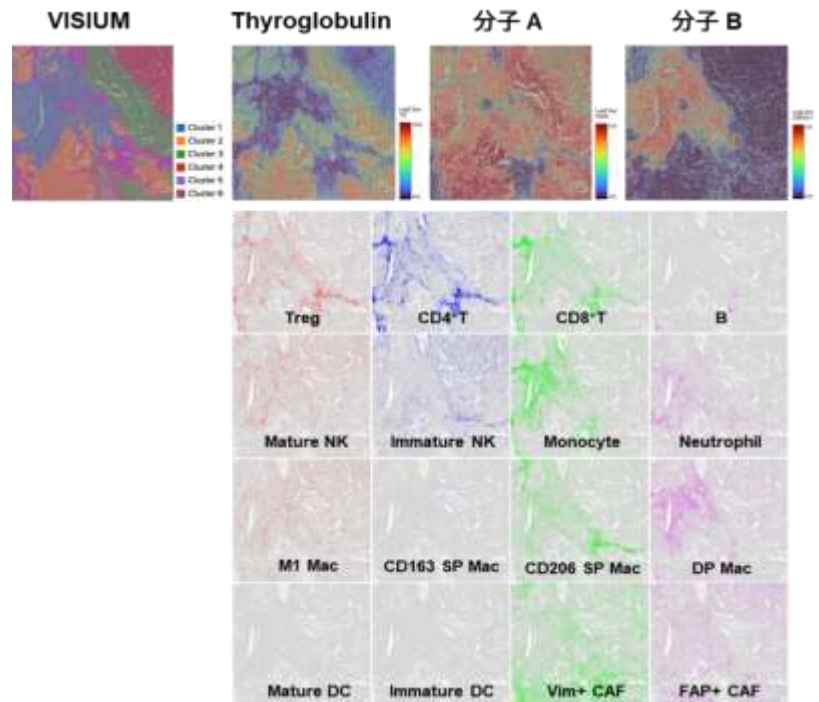 VISIUM
Thyroglobulin
分子 A
分子 B
Cluster 1
Cluster 2
Cluster 3
Cluster 4
Cluster 5
Cluster 6
Treg
CD4⁺T
CD8⁺T
B
Mature NK
Immature NK
Monocyte
Neutrophil
M1 Mac
CD163 SP Mac
CD206 SP Mac
DP Mac
Mature DC
Immature DC
Vim+ CAF
FAP+ CAF